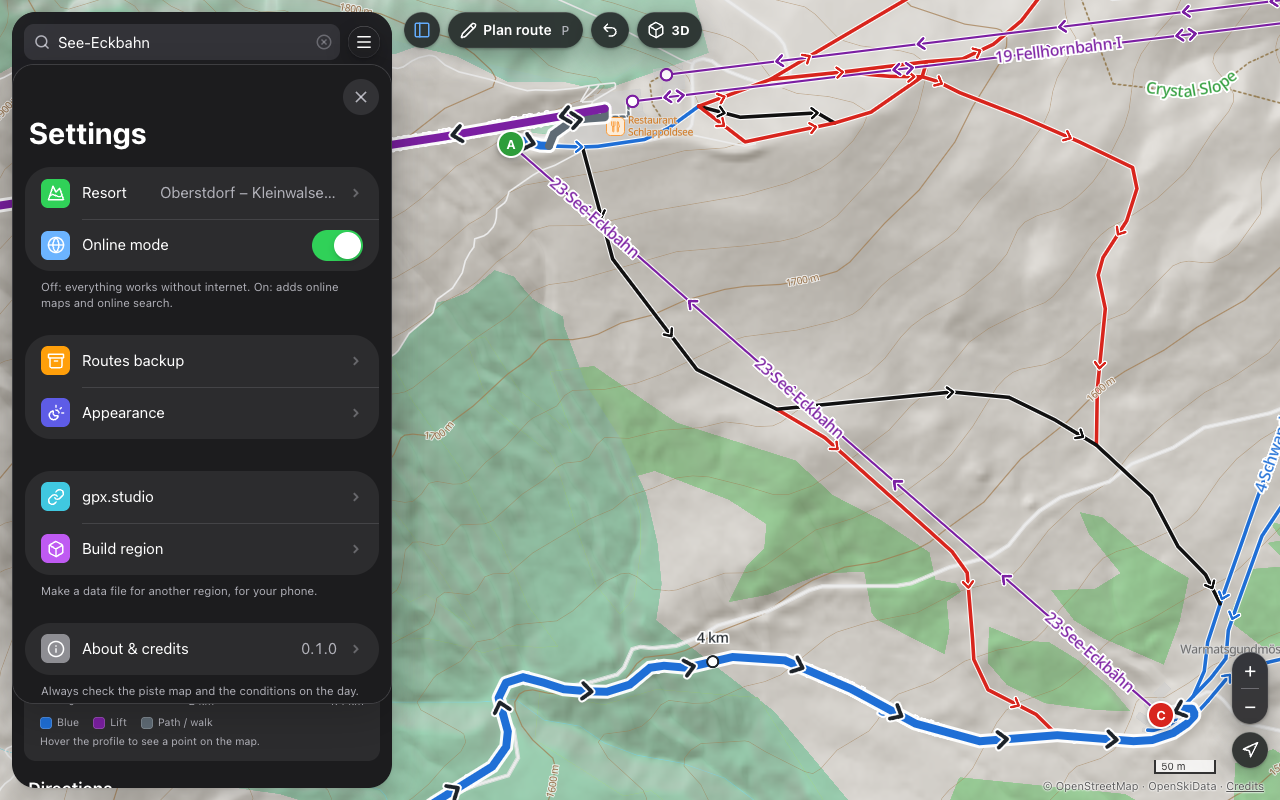 See-Eckbahn
Settings
Resort
Oberstdorf – Kleinwalse...
Online mode
Off: everything works without internet. On: adds online
maps and online search.
Routes backup
Appearance
gpx.studio
Build region
Make a data file for another region, for your phone.
About & credits
0.1.0
Always check the piste map and the conditions on the day.
Blue
Lift
Path / walk
Hover the profile to see a point on the map.
Directions
Plan route P
3D
1800 m
19 Fellhornbahn-I
Crystal Slope
Restaurant
Schlappoldsee
A
23·See-Eckbahn
1700 m
23·See-Eckbahn
1600 m
1700 m
4·Schwan
23·See-Eckbahn
4 km
Warmatsgundmös
C
1600 m
+
−
50 m
© OpenStreetMap · OpenSkiData · Credits